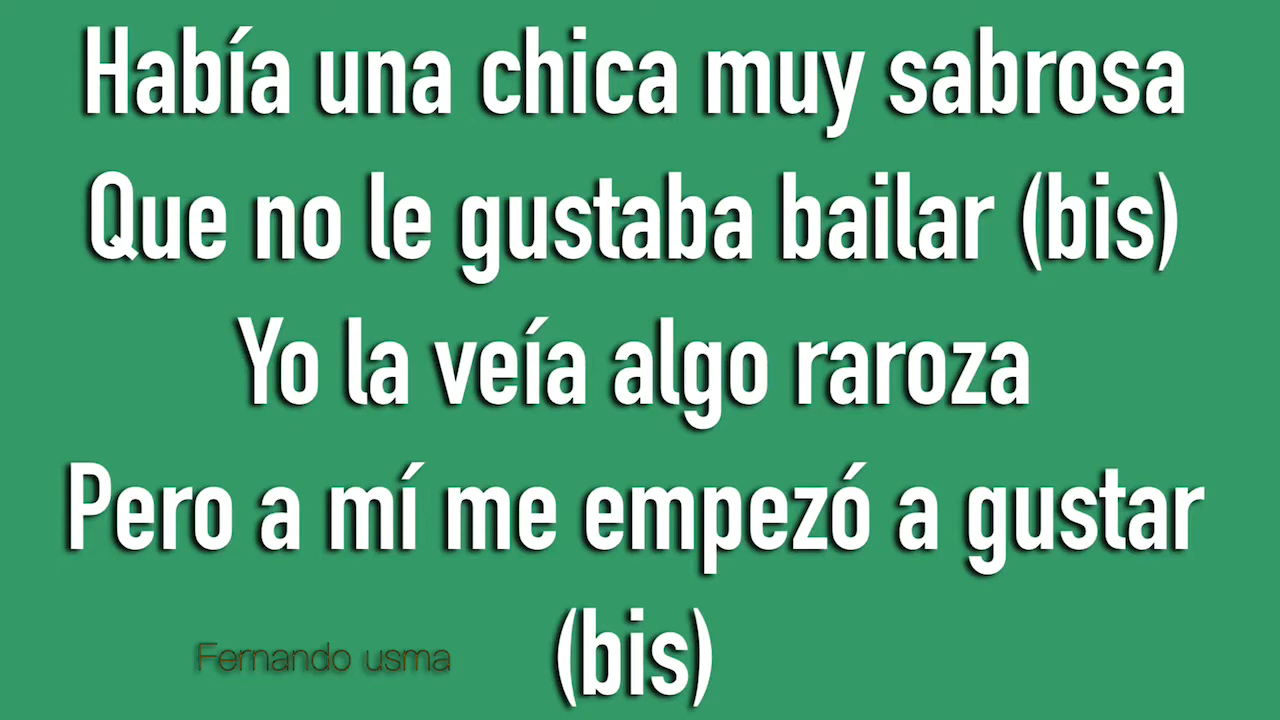 Había una chica muy sabrosa
Que no le gustaba bailar (bis)
Yo la veía algo raroza
Pero a mí me empezó a gustar
(bis)
Fernando usma